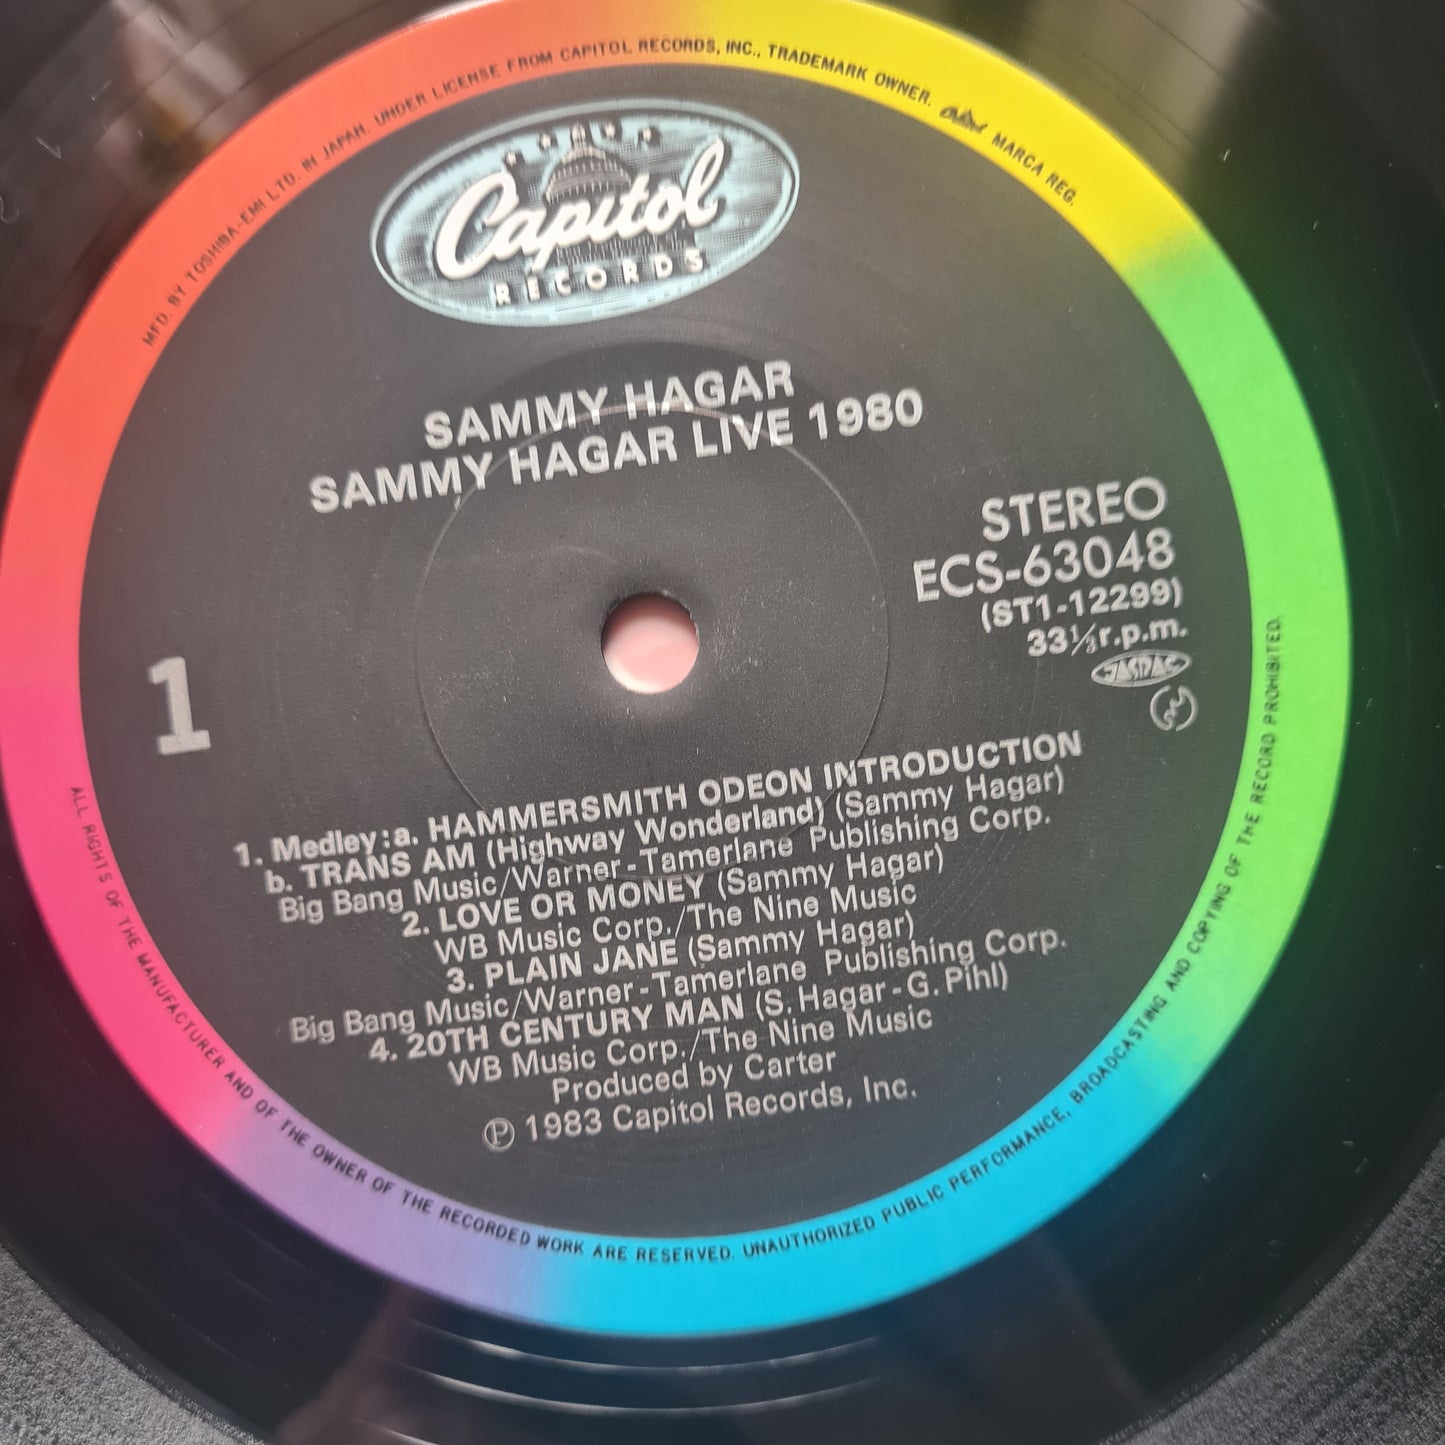 MFD. BY TOSHIBA-EMI LTD. IN JAPAN. UNDER LICENSE FROM CAPITOL RECORDS, INC., TRADEMARK OWNER. Capitol MARCA REG.
Capitol
RECORDS
SAMMY HAGAR
SAMMY HAGAR LIVE 1980
STEREO
ECS-63048
(ST1-12299)
33⅓r.p.m.
JASRAC
1
1. Medley:a. HAMMERSMITH ODEON INTRODUCTION
b. TRANS AM (Highway Wonderland) (Sammy Hagar)
Big Bang Music/Warner-Tamerlane Publishing Corp.
2. LOVE OR MONEY (Sammy Hagar)
WB Music Corp./The Nine Music
3. PLAIN JANE (Sammy Hagar)
Big Bang Music/Warner-Tamerlane Publishing Corp.
4. 20TH CENTURY MAN (S. Hagar-G. Pihl)
WB Music Corp./The Nine Music
Produced by Carter
Ⓟ 1983 Capitol Records, Inc.
ALL RIGHTS OF THE MANUFACTURER AND OF THE OWNER OF THE RECORDED WORK ARE RESERVED. UNAUTHORIZED PUBLIC PERFORMANCE, BROADCASTING AND COPYING OF THE RECORD PROHIBITED.